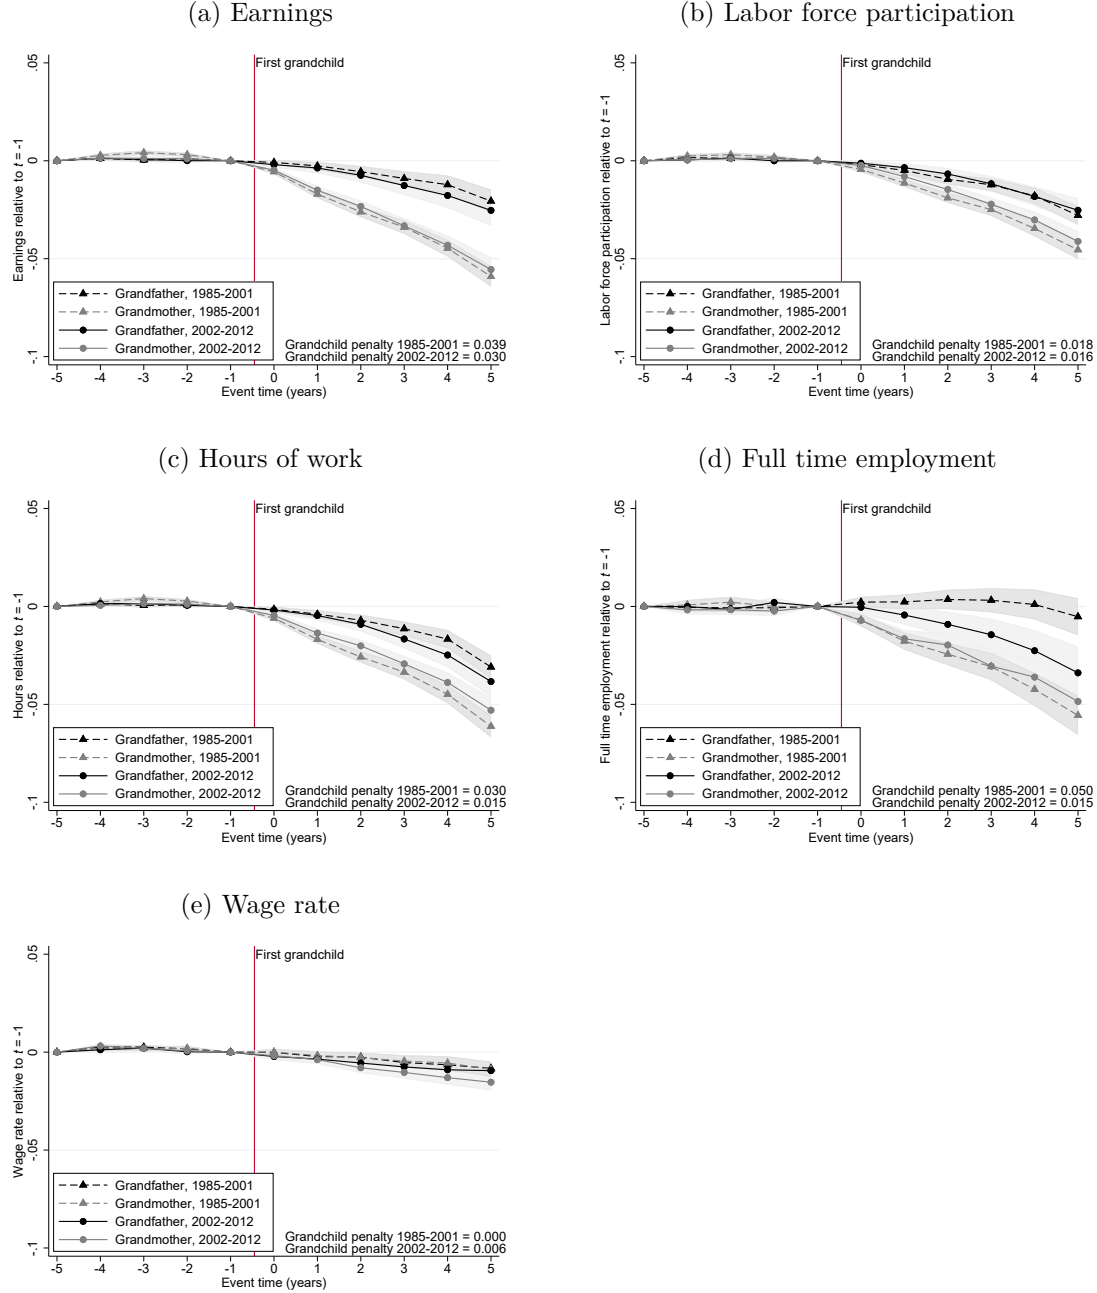 (a) Earnings
.05
0
-.05
-.1
Earnings relative to t = -1
First grandchild
Grandfather, 1985-2001
Grandmother, 1985-2001
Grandfather, 2002-2012
Grandmother, 2002-2012
Grandchild penalty 1985-2001 = 0.039
Grandchild penalty 2002-2012 = 0.030
-5 -4 -3 -2 -1 0 1 2 3 4 5
Event time (years)
(b) Labor force participation
.05
0
-.05
-.1
Labor force participation relative to t = -1
First grandchild
Grandfather, 1985-2001
Grandmother, 1985-2001
Grandfather, 2002-2012
Grandmother, 2002-2012
Grandchild penalty 1985-2001 = 0.018
Grandchild penalty 2002-2012 = 0.016
-5 -4 -3 -2 -1 0 1 2 3 4 5
Event time (years)
(c) Hours of work
.05
0
-.05
-.1
Hours relative to t = -1
First grandchild
Grandfather, 1985-2001
Grandmother, 1985-2001
Grandfather, 2002-2012
Grandmother, 2002-2012
Grandchild penalty 1985-2001 = 0.030
Grandchild penalty 2002-2012 = 0.015
-5 -4 -3 -2 -1 0 1 2 3 4 5
Event time (years)
(d) Full time employment
.05
0
-.05
-.1
Full time employment relative to t = -1
First grandchild
Grandfather, 1985-2001
Grandmother, 1985-2001
Grandfather, 2002-2012
Grandmother, 2002-2012
Grandchild penalty 1985-2001 = 0.050
Grandchild penalty 2002-2012 = 0.015
-5 -4 -3 -2 -1 0 1 2 3 4 5
Event time (years)
(e) Wage rate
.05
0
-.05
-.1
Wage rate relative to t = -1
First grandchild
Grandfather, 1985-2001
Grandmother, 1985-2001
Grandfather, 2002-2012
Grandmother, 2002-2012
Grandchild penalty 1985-2001 = 0.000
Grandchild penalty 2002-2012 = 0.006
-5 -4 -3 -2 -1 0 1 2 3 4 5
Event time (years)